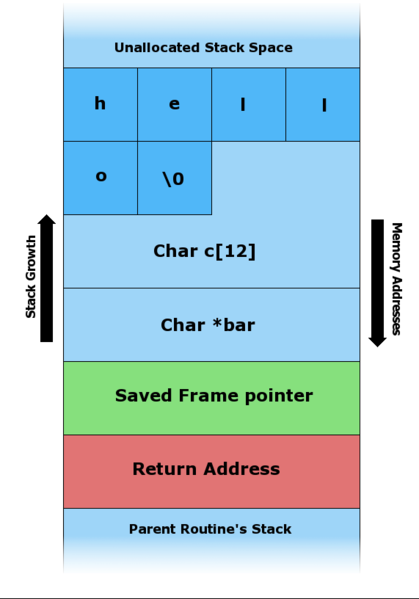 Unallocated Stack Space
h e l l
o \0
Char c[12]
Stack Growth
Memory Addresses
Char *bar
Saved Frame pointer
Return Address
Parent Routine's Stack